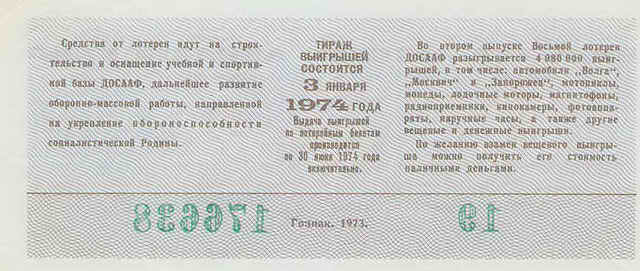 Средства от лотереи идут на строи-
тельство и оснащение учебной и спортив-
ной базы ДОСААФ, дальнейшее развитие
оборонно-массовой работы, направленной
на укрепление обороноспособности
социалистической Родины.
ТИРАЖ
ВЫИГРЫШЕЙ
СОСТОИТСЯ
3 ЯНВАРЯ
1974 ГОДА
Выдача выигрышей
по лотерейным билетам
производится
по 30 июня 1974 года
включительно.
Во втором выпуске Восьмой лотереи
ДОСААФ разыгрывается 4 080 000 выиг-
рышей, в том числе: автомобили „Волга",
„Москвич" и „Запорожец", мотоциклы,
мопеды, лодочные моторы, магнитофоны,
радиоприемники, кинокамеры, фотоаппа-
раты, наручные часы, а также другие
вещевые и денежные выигрыши.
По желанию взамен вещевого выигры-
ша можно получить его стоимость
наличными деньгами.
Гознак. 1973.